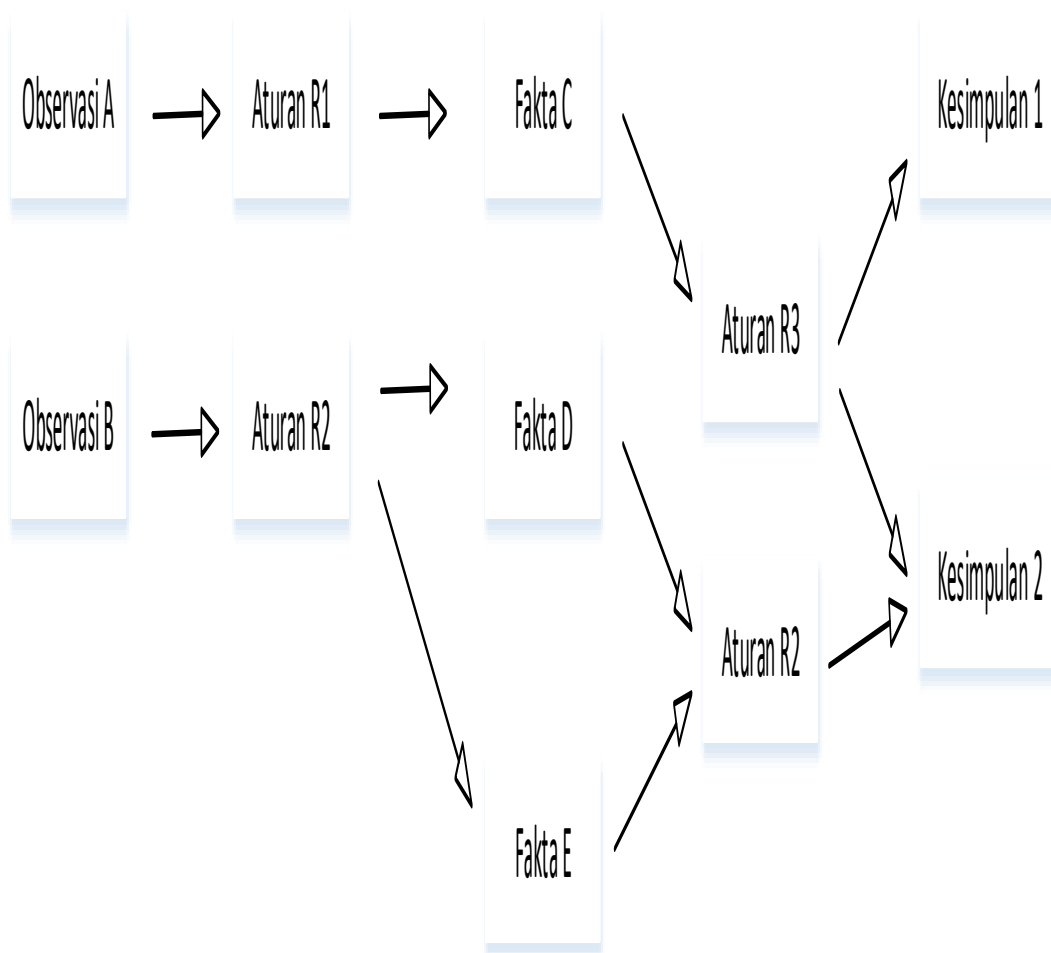 Observasi A
Aturan R1
Fakta C
Kesimpulan 1
Aturan R3
Observasi B
Aturan R2
Fakta D
Kesimpulan 2
Aturan R2
Fakta E